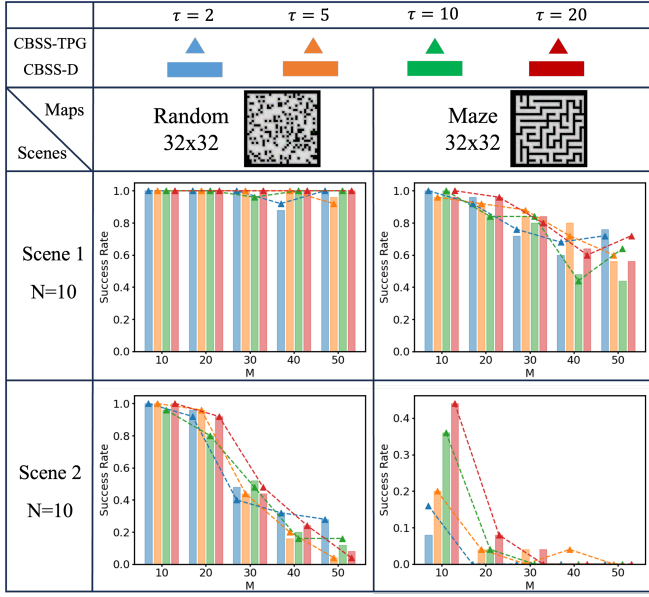 τ = 2 τ = 5 τ = 10 τ = 20
CBSS-TPG
CBSS-D
Maps
Scenes
Random
32x32
Maze
32x32
Scene 1
N=10
Success Rate
1.0
0.8
0.6
0.4
0.2
0.0
10 20 30 40 50
M
Success Rate
1.0
0.8
0.6
0.4
0.2
0.0
10 20 30 40 50
M
Scene 2
N=10
Success Rate
1.0
0.8
0.6
0.4
0.2
0.0
10 20 30 40 50
M
Success Rate
0.4
0.3
0.2
0.1
0.0
10 20 30 40 50
M